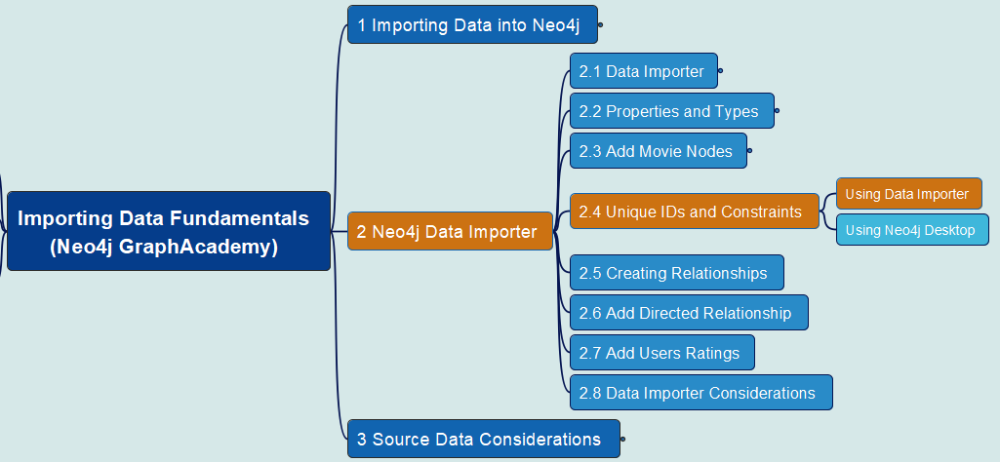 Importing Data Fundamentals
(Neo4j GraphAcademy)
1 Importing Data into Neo4j
2 Neo4j Data Importer
2.1 Data Importer
2.2 Properties and Types
2.3 Add Movie Nodes
2.4 Unique IDs and Constraints
Using Data Importer
Using Neo4j Desktop
2.5 Creating Relationships
2.6 Add Directed Relationship
2.7 Add Users Ratings
2.8 Data Importer Considerations
3 Source Data Considerations